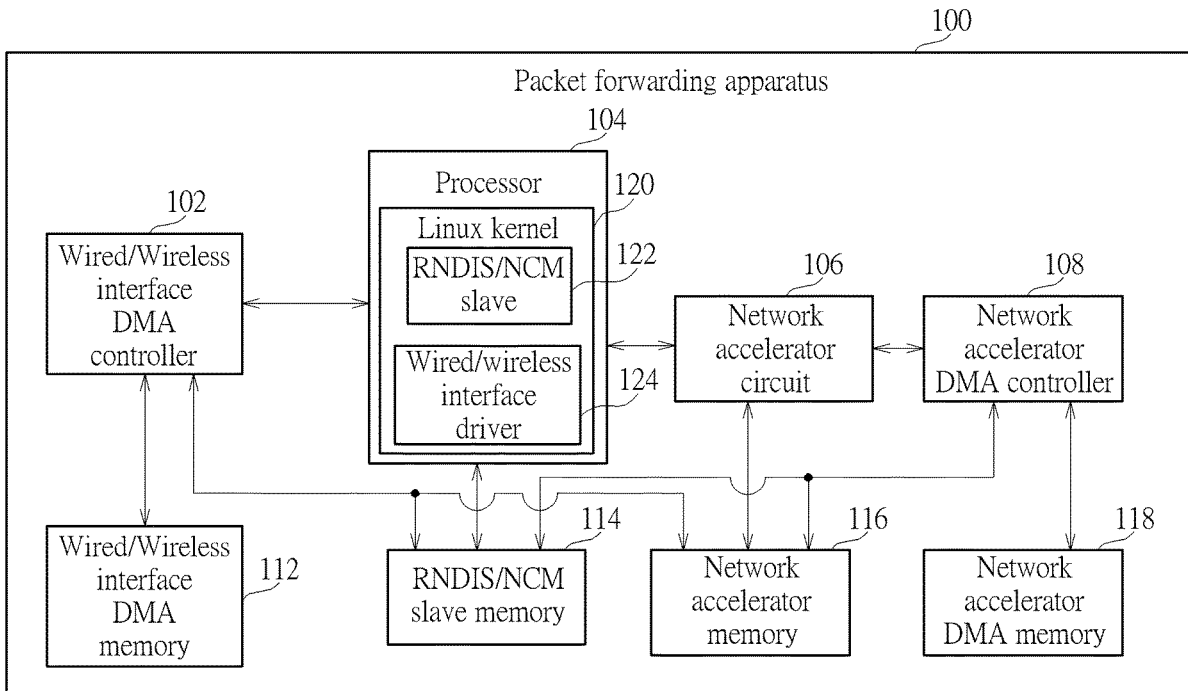 100
Packet forwarding apparatus
104
Processor
120
102
Linux kernel
Wired/Wireless
interface
DMA
controller
RNDIS/NCM
slave
122
106
108
Network
accelerator
circuit
Network
accelerator
DMA controller
Wired/wireless
interface
driver
124
114
116
118
Wired/Wireless
interface
DMA
memory
112
RNDIS/NCM
slave memory
Network
accelerator
memory
Network
accelerator
DMA memory